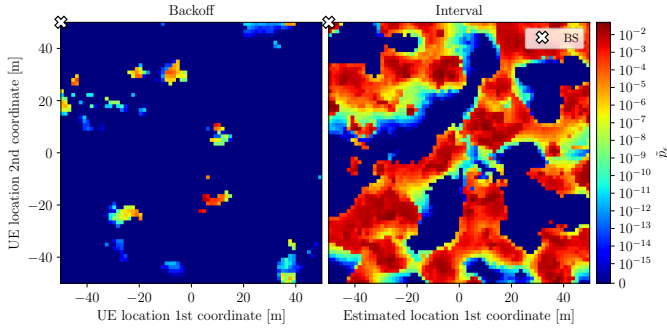 Backoff
Interval
BS
UE location 2nd coordinate [m]
40
20
0
−20
−40
−40 −20 0 20 40
−40 −20 0 20 40
UE location 1st coordinate [m]
Estimated location 1st coordinate [m]
10⁻²
10⁻³
10⁻⁴
10⁻⁵
10⁻⁶
10⁻⁷
10⁻⁸
10⁻⁹
10⁻¹⁰
10⁻¹¹
10⁻¹²
10⁻¹³
10⁻¹⁴
10⁻¹⁵
0
p̃ₑ